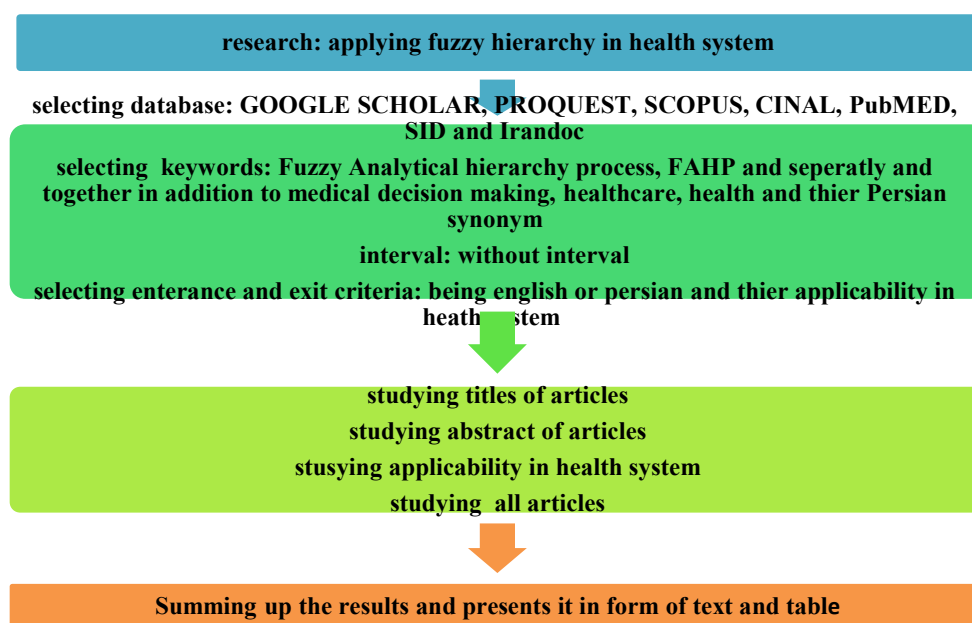 research: applying fuzzy hierarchy in health system
selecting database: GOOGLE SCHOLAR, PROQUEST, SCOPUS, CINAL, PubMED,
SID and Irandoc
selecting keywords: Fuzzy Analytical hierarchy process, FAHP and seperatly and
together in addition to medical decision making, healthcare, health and thier Persian
synonym
interval: without interval
selecting enterance and exit criteria: being english or persian and thier applicability in
heath stem
studying titles of articles
studying abstract of articles
stusying applicability in health system
studying all articles
Summing up the results and presents it in form of text and table